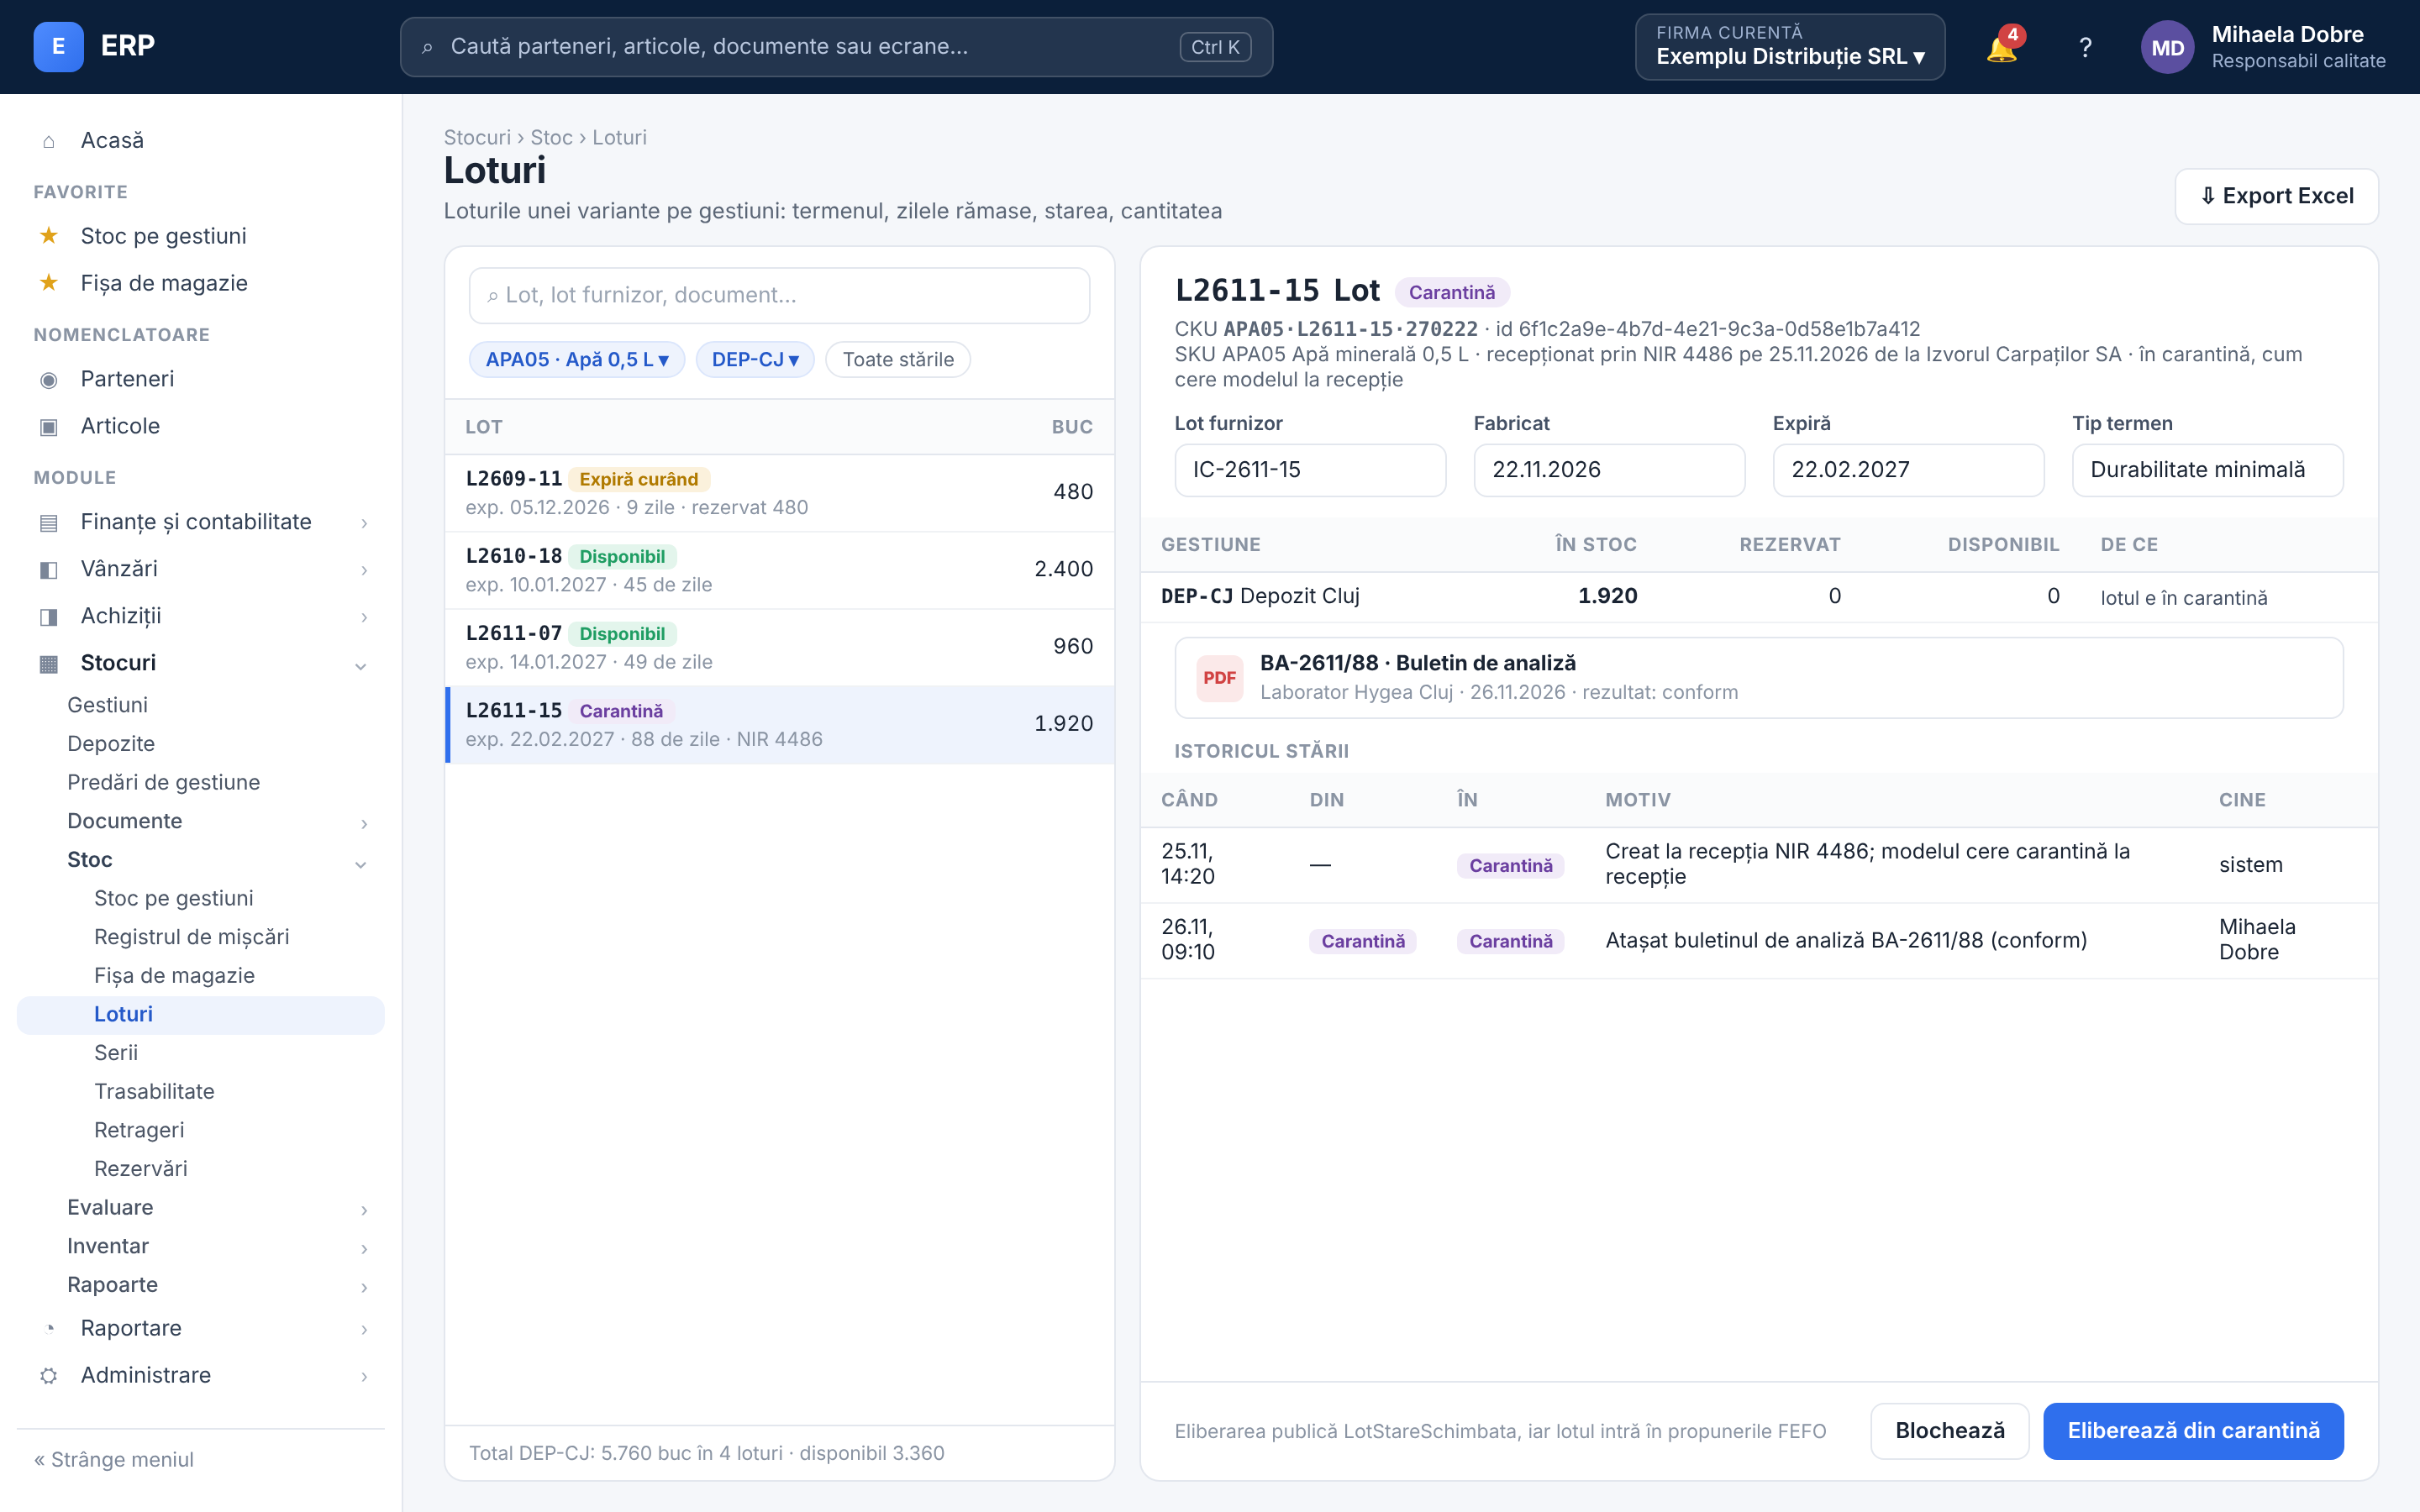 E ERP
Caută parteneri, articole, documente sau ecrane... Ctrl K
FIRMA CURENTĂ
Exemplu Distribuție SRL ▾
4
?
MD
Mihaela Dobre
Responsabil calitate
Acasă
FAVORITE
★ Stoc pe gestiuni
★ Fișa de magazie
NOMENCLATOARE
Parteneri
Articole
MODULE
Finanțe și contabilitate ›
Vânzări ›
Achiziții ›
Stocuri
Gestiuni
Depozite
Predări de gestiune
Documente ›
Stoc
Stoc pe gestiuni
Registrul de mișcări
Fișa de magazie
Loturi
Serii
Trasabilitate
Retrageri
Rezervări
Evaluare ›
Inventar ›
Rapoarte ›
Raportare ›
Administrare ›
« Strânge meniul
Stocuri › Stoc › Loturi
Loturi
Loturile unei variante pe gestiuni: termenul, zilele rămase, starea, cantitatea
⇩ Export Excel
Lot, lot furnizor, document...
APA05 · Apă 0,5 L ▾ DEP-CJ ▾ Toate stările
LOT BUC
L2609-11 Expiră curând
exp. 05.12.2026 · 9 zile · rezervat 480
480
L2610-18 Disponibil
exp. 10.01.2027 · 45 de zile
2.400
L2611-07 Disponibil
exp. 14.01.2027 · 49 de zile
960
L2611-15 Carantină
exp. 22.02.2027 · 88 de zile · NIR 4486
1.920
Total DEP-CJ: 5.760 buc în 4 loturi · disponibil 3.360
L2611-15 Lot Carantină
CKU APA05·L2611-15·270222 · id 6f1c2a9e-4b7d-4e21-9c3a-0d58e1b7a412
SKU APA05 Apă minerală 0,5 L · recepționat prin NIR 4486 pe 25.11.2026 de la Izvorul Carpaților SA · în carantină, cum
cere modelul la recepție
Lot furnizor Fabricat Expiră Tip termen
IC-2611-15 22.11.2026 22.02.2027 Durabilitate minimală
GESTIUNE ÎN STOC REZERVAT DISPONIBIL DE CE
DEP-CJ Depozit Cluj 1.920 0 0 lotul e în carantină
PDF
BA-2611/88 · Buletin de analiză
Laborator Hygea Cluj · 26.11.2026 · rezultat: conform
ISTORICUL STĂRII
CÂND DIN ÎN MOTIV CINE
25.11,
14:20
—
Carantină
Creat la recepția NIR 4486; modelul cere carantină la
recepție
sistem
26.11,
09:10
Carantină
Carantină
Atașat buletinul de analiză BA-2611/88 (conform)
Mihaela
Dobre
Eliberarea publică LotStareSchimbata, iar lotul intră în propunerile FEFO
Blochează
Eliberează din carantină